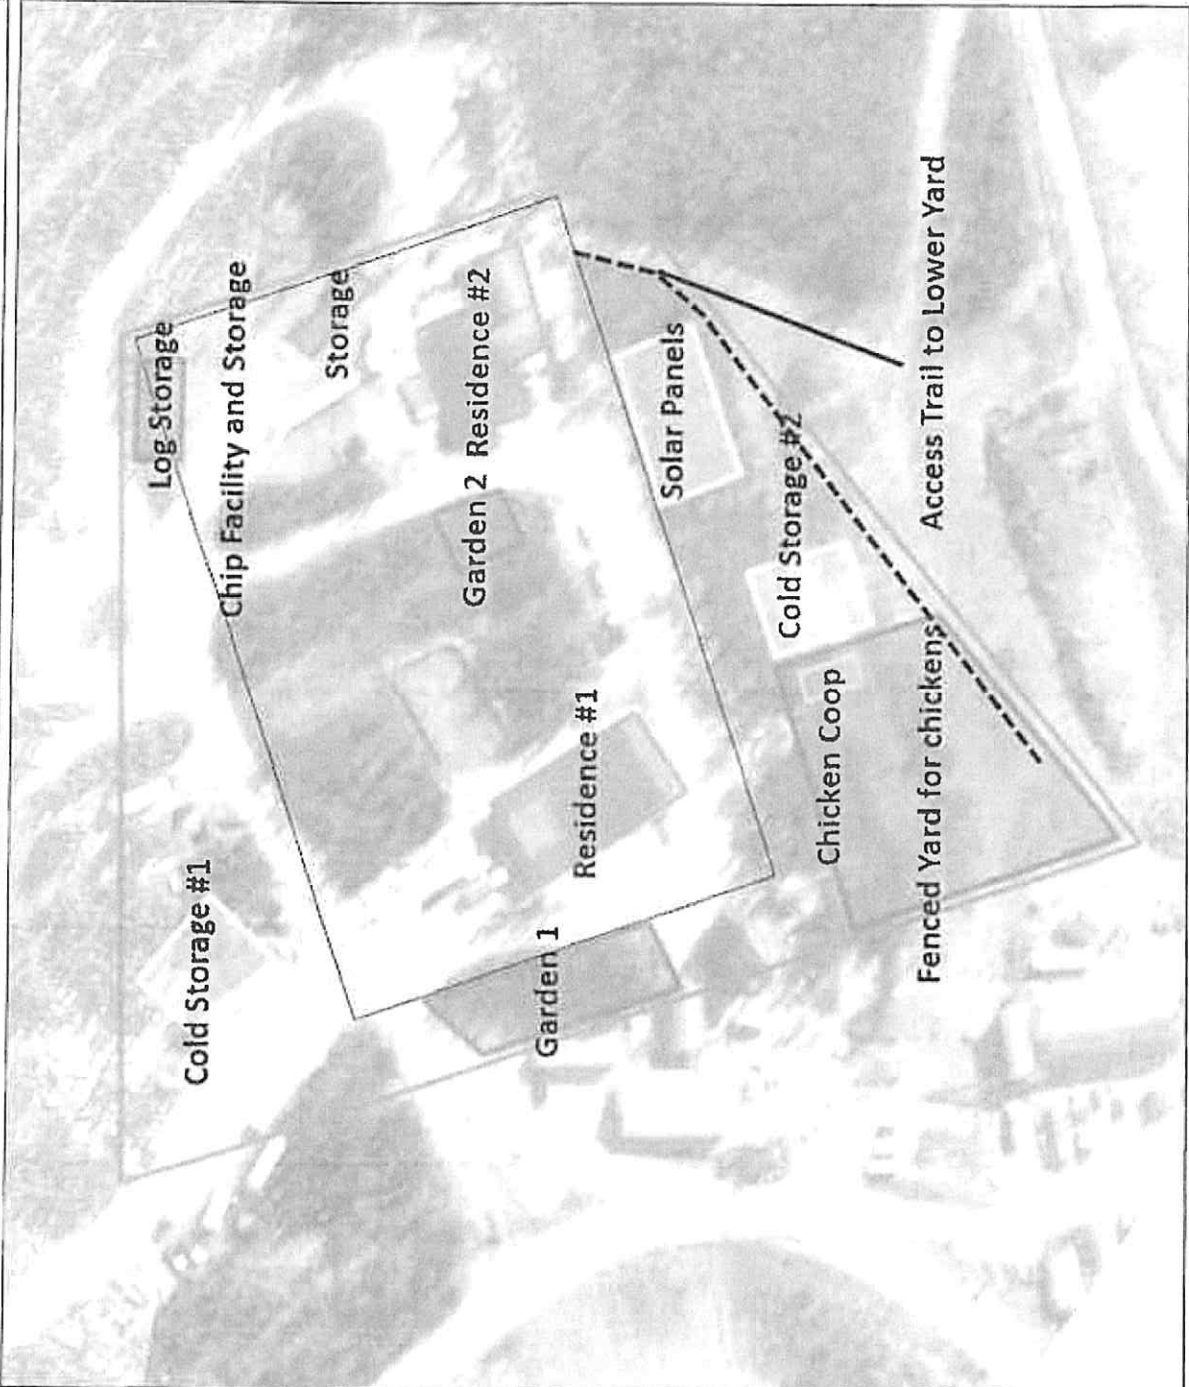 Log Storage
Chip Facility and Storage
Storage
Cold Storage #1
Garden 2
Residence #2
Residence #1
Garden 1
Solar Panels
Cold Storage #2
Chicken Coop
Fenced Yard for chickens
Access Trail to Lower Yard